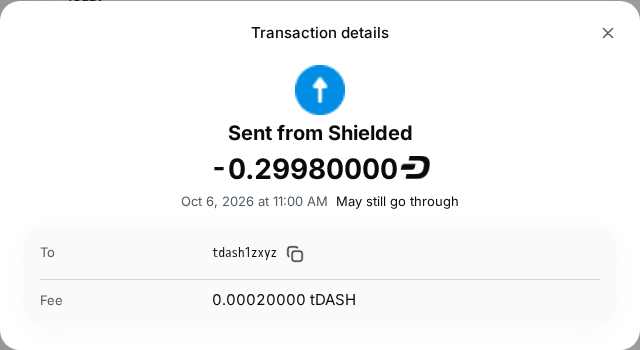 Transaction details
Sent from Shielded
-0.29980000
Oct 6, 2026 at 11:00 AM May still go through
To tdash1zxyz
Fee 0.00020000 tDASH